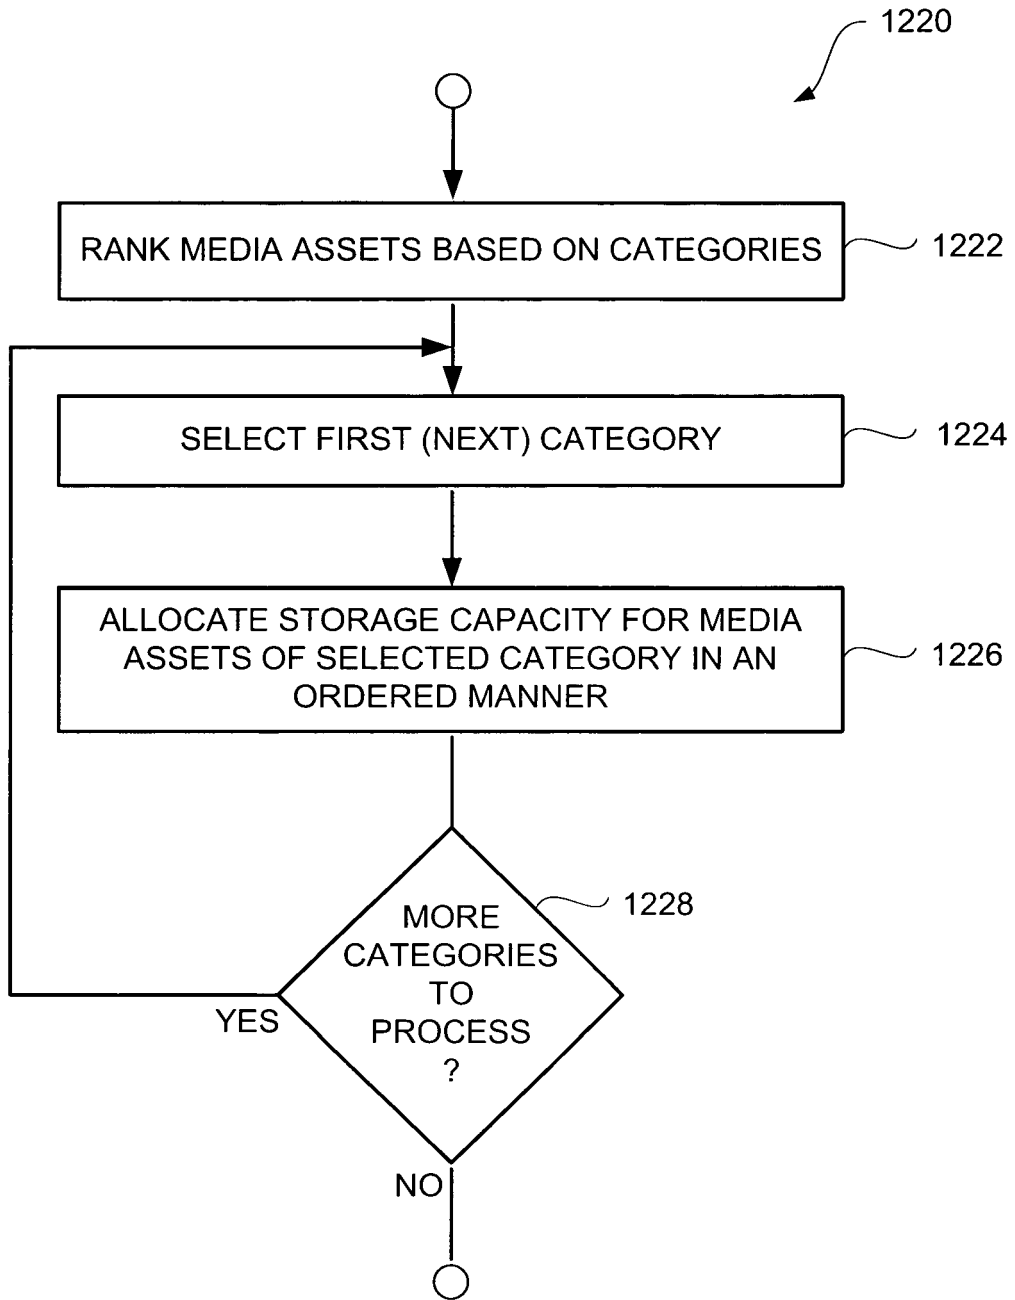 1220
RANK MEDIA ASSETS BASED ON CATEGORIES
1222
SELECT FIRST (NEXT) CATEGORY
1224
ALLOCATE STORAGE CAPACITY FOR MEDIA
ASSETS OF SELECTED CATEGORY IN AN
ORDERED MANNER
1226
MORE
CATEGORIES
TO
PROCESS
?
1228
YES
NO